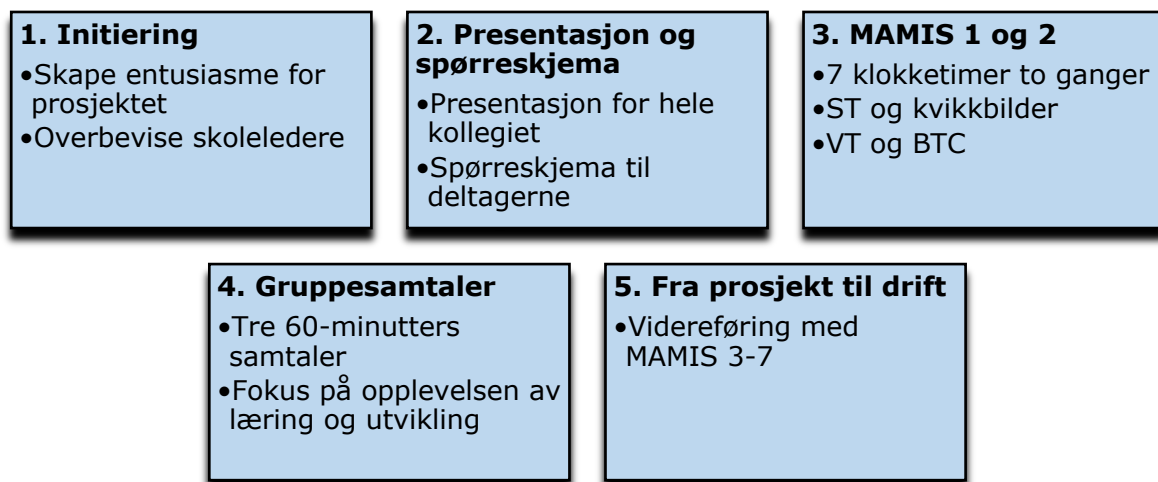 1. Initiering
•Skape entusiasme for
prosjektet
•Overbevise skoleledere
2. Presentasjon og
spørreskjema
•Presentasjon for hele
kollegiet
•Spørreskjema til
deltagerne
3. MAMIS 1 og 2
•7 klokketimer to ganger
•ST og kvikkbilder
•VT og BTC
4. Gruppesamtaler
•Tre 60-minutters
samtaler
•Fokus på opplevelsen av
læring og utvikling
5. Fra prosjekt til drift
•Videreføring med
MAMIS 3-7